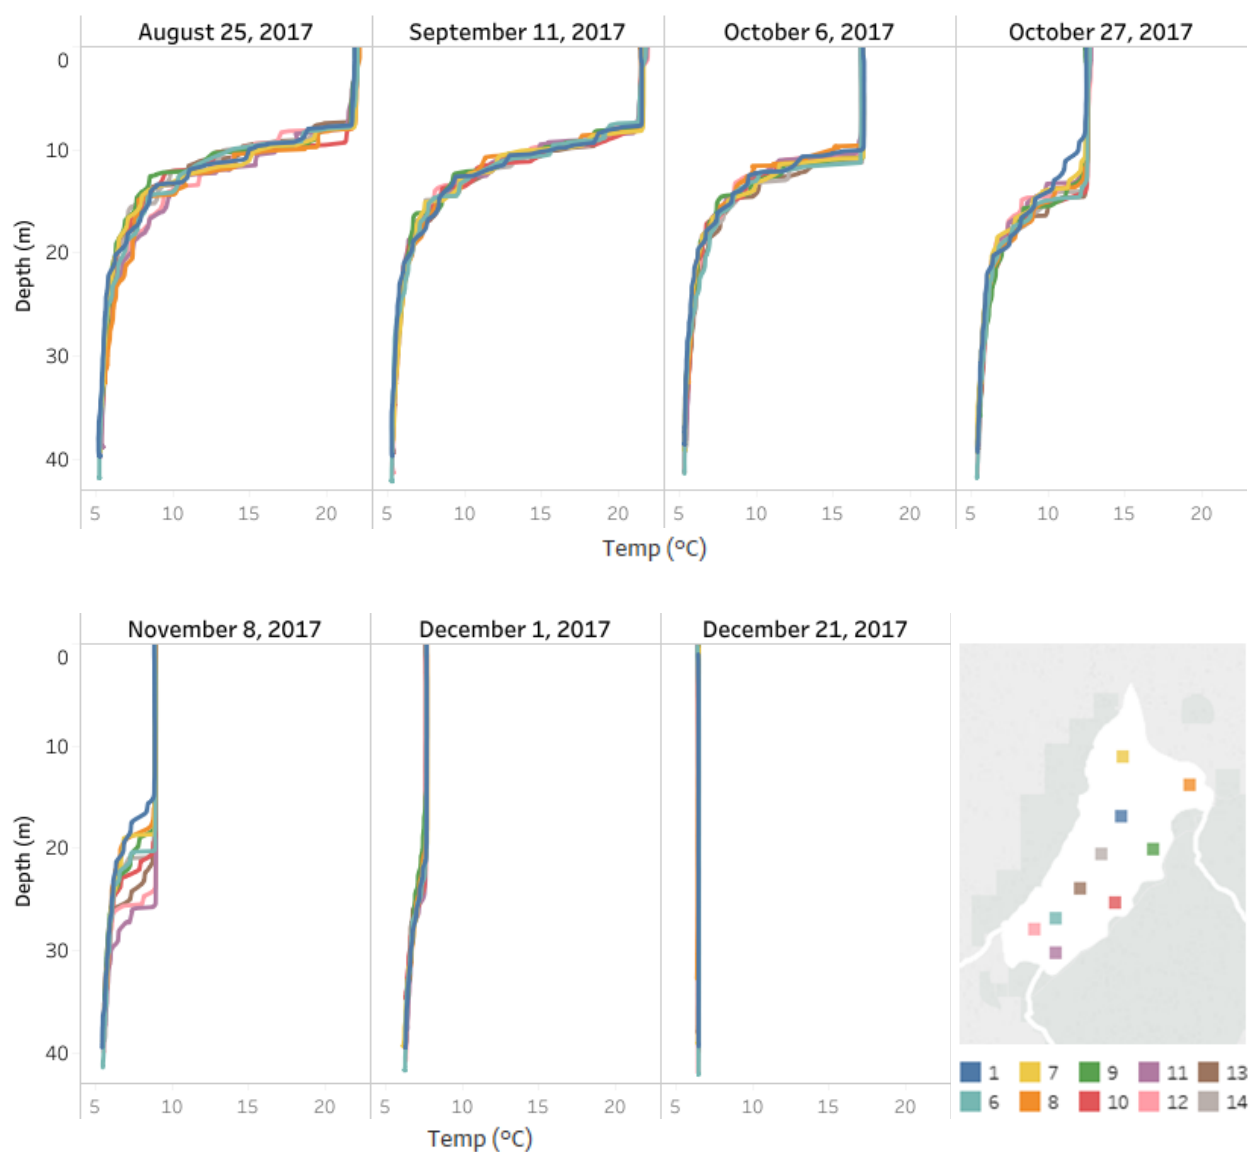 August 25, 2017 September 11, 2017 October 6, 2017 October 27, 2017
0
10
20
30
40
Depth (m)
5 10 15 20 5 10 15 20 5 10 15 20 5 10 15 20
Temp (ºC)
November 8, 2017 December 1, 2017 December 21, 2017
0
10
20
30
40
Depth (m)
5 10 15 20 5 10 15 20 5 10 15 20
Temp (ºC)
1 7 9 11 13
6 8 10 12 14